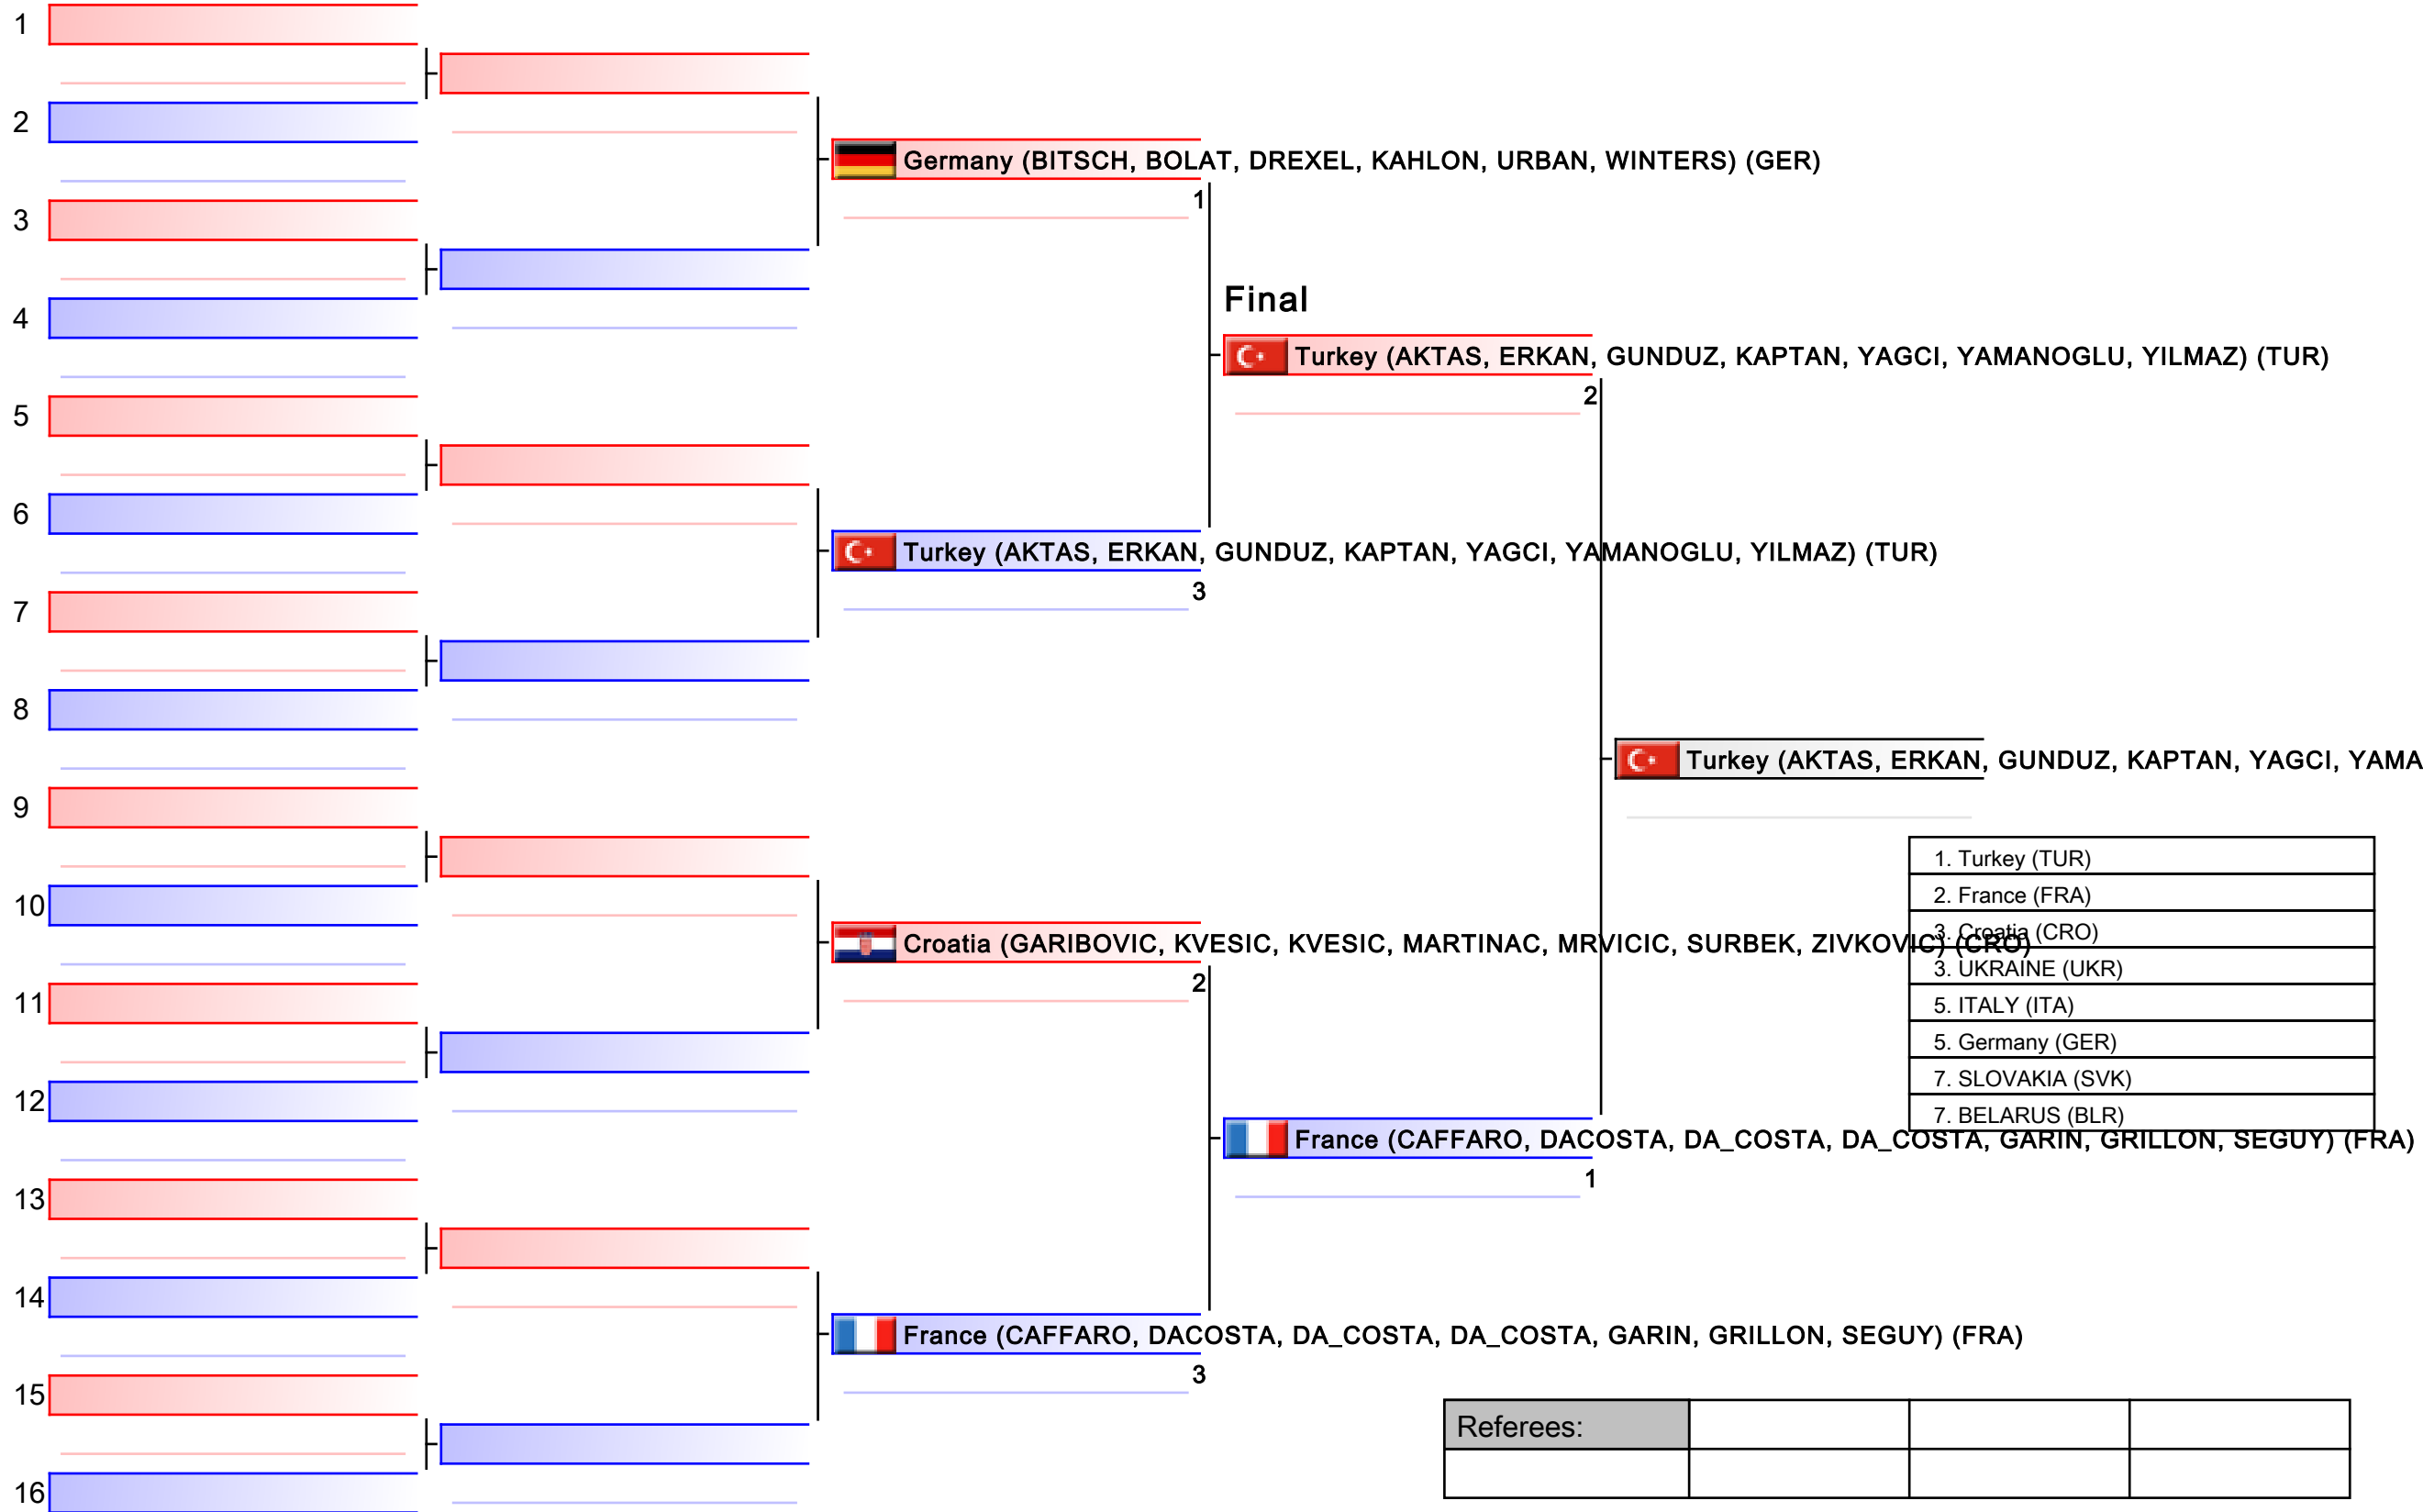 1
2
Germany (BITSCH, BOLAT, DREXEL, KAHLON, URBAN, WINTERS) (GER)
1
3
Final
4
Turkey (AKTAS, ERKAN, GUNDUZ, KAPTAN, YAGCI, YAMANOGLU, YILMAZ) (TUR)
2
5
6
Turkey (AKTAS, ERKAN, GUNDUZ, KAPTAN, YAGCI, YAMANOGLU, YILMAZ) (TUR)
3
7
8
Turkey (AKTAS, ERKAN, GUNDUZ, KAPTAN, YAGCI, YAMA
9
1. Turkey (TUR)
2. France (FRA)
10
3. Croatia (CRO)
Croatia (GARIBOVIC, KVESIC, KVESIC, MARTINAC, MRVICIC, SURBEK, ZIVKOVIC) (CRO)
3. UKRAINE (UKR)
2
11
5. ITALY (ITA)
5. Germany (GER)
7. SLOVAKIA (SVK)
12
7. BELARUS (BLR)
France (CAFFARO, DACOSTA, DA_COSTA, DA_COSTA, GARIN, GRILLON, SEGUY) (FRA)
1
13
14
France (CAFFARO, DACOSTA, DA_COSTA, DA_COSTA, GARIN, GRILLON, SEGUY) (FRA)
3
15
Referees:
16